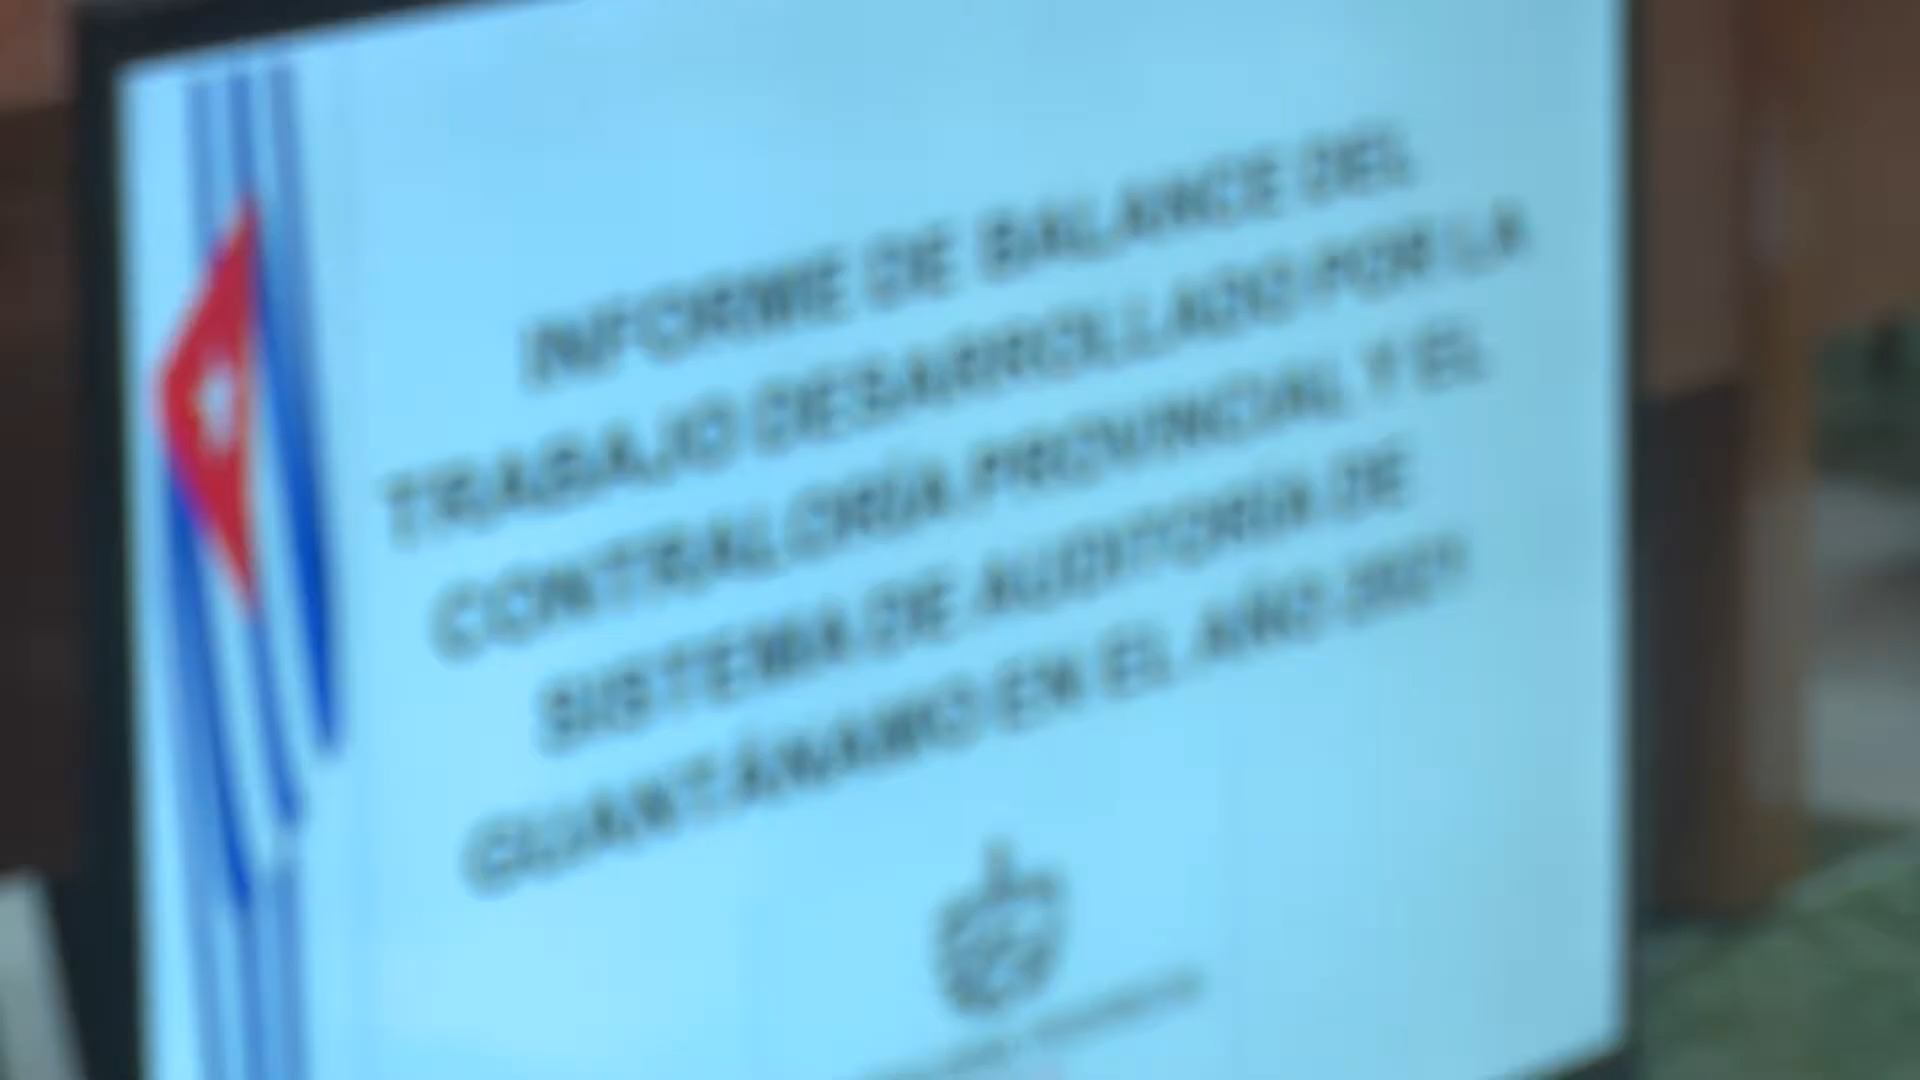 INFORME DE BALANCE DEL
TRABAJO DESARROLLADO POR LA
CONTRALORÍA PROVINCIAL Y EL
SISTEMA DE AUDITORÍA DE
GUANTÁNAMO EN EL AÑO 2021